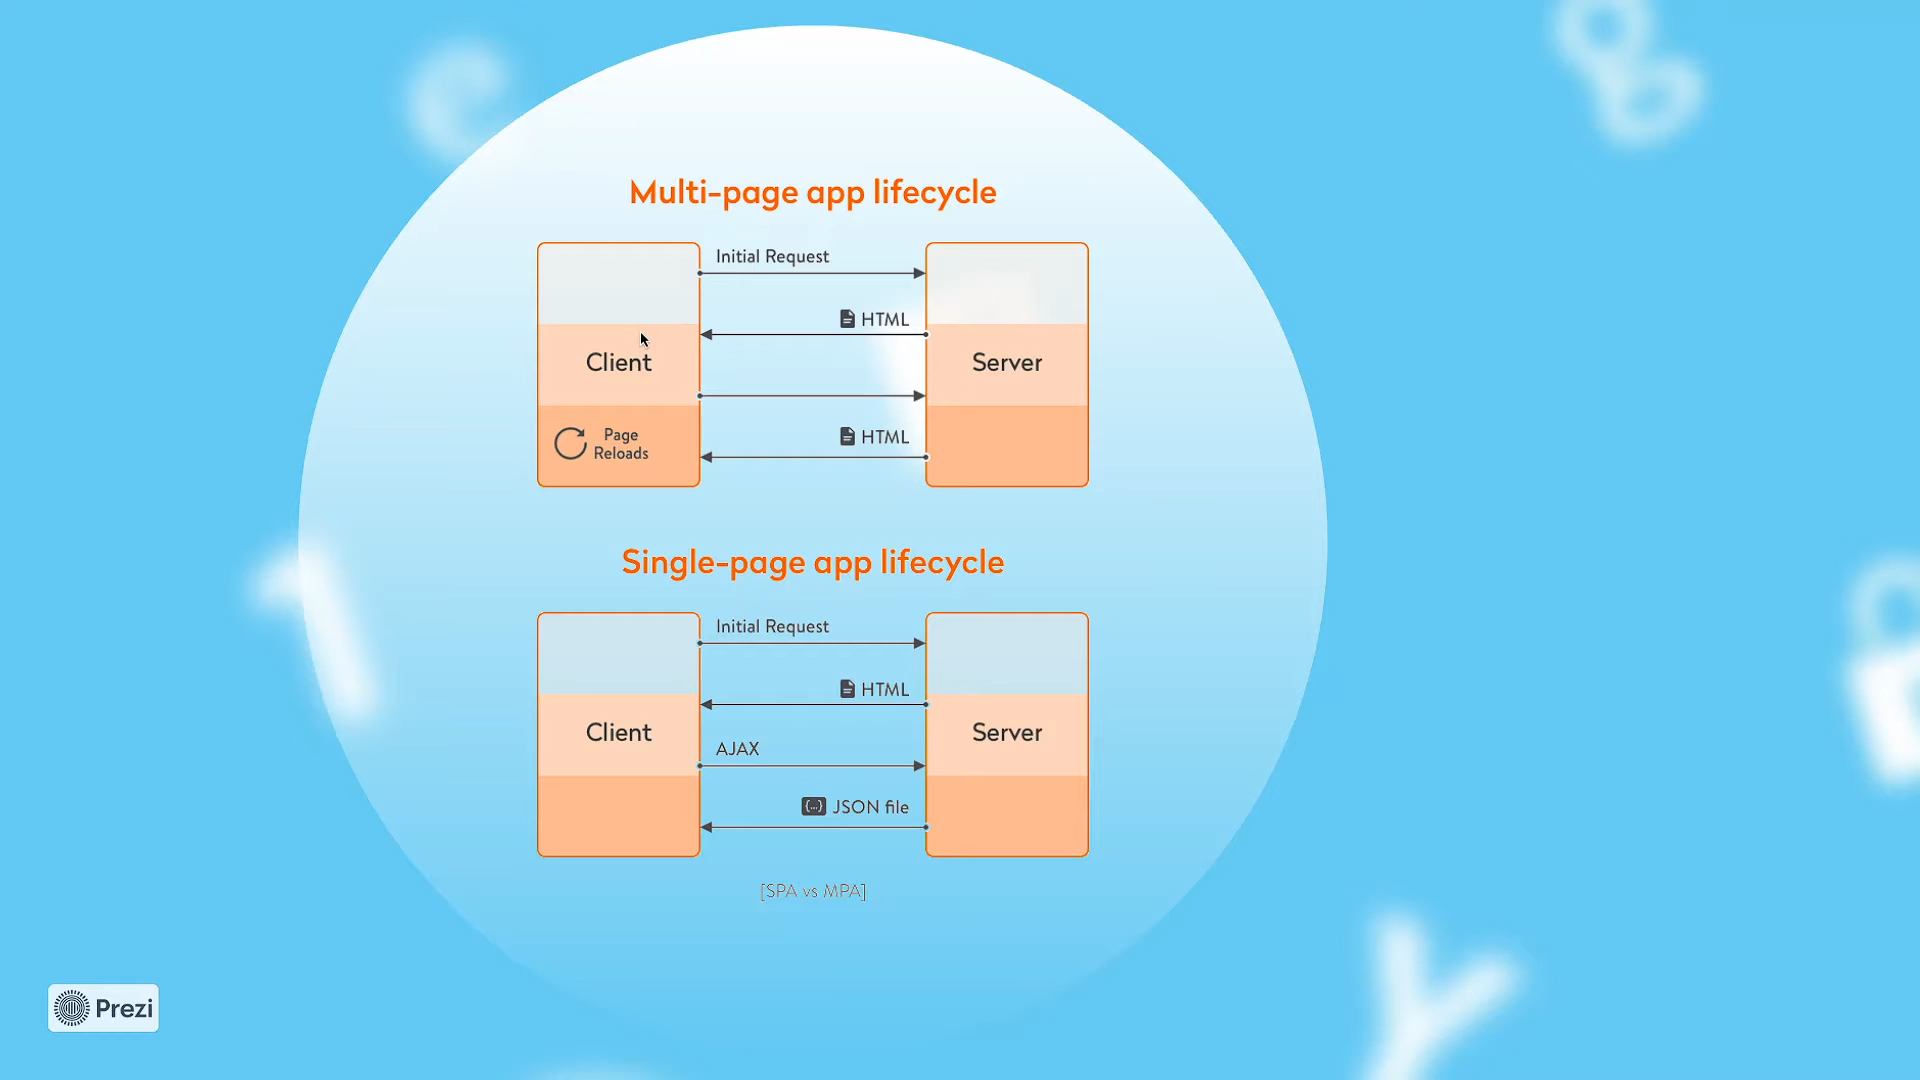 Multi-page app lifecycle
Initial Request
HTML
Client
Server
HTML
Page
Reloads
Single-page app lifecycle
Initial Request
HTML
Client
Server
AJAX
{...} JSON file
[SPA vs MPA]
Prezi